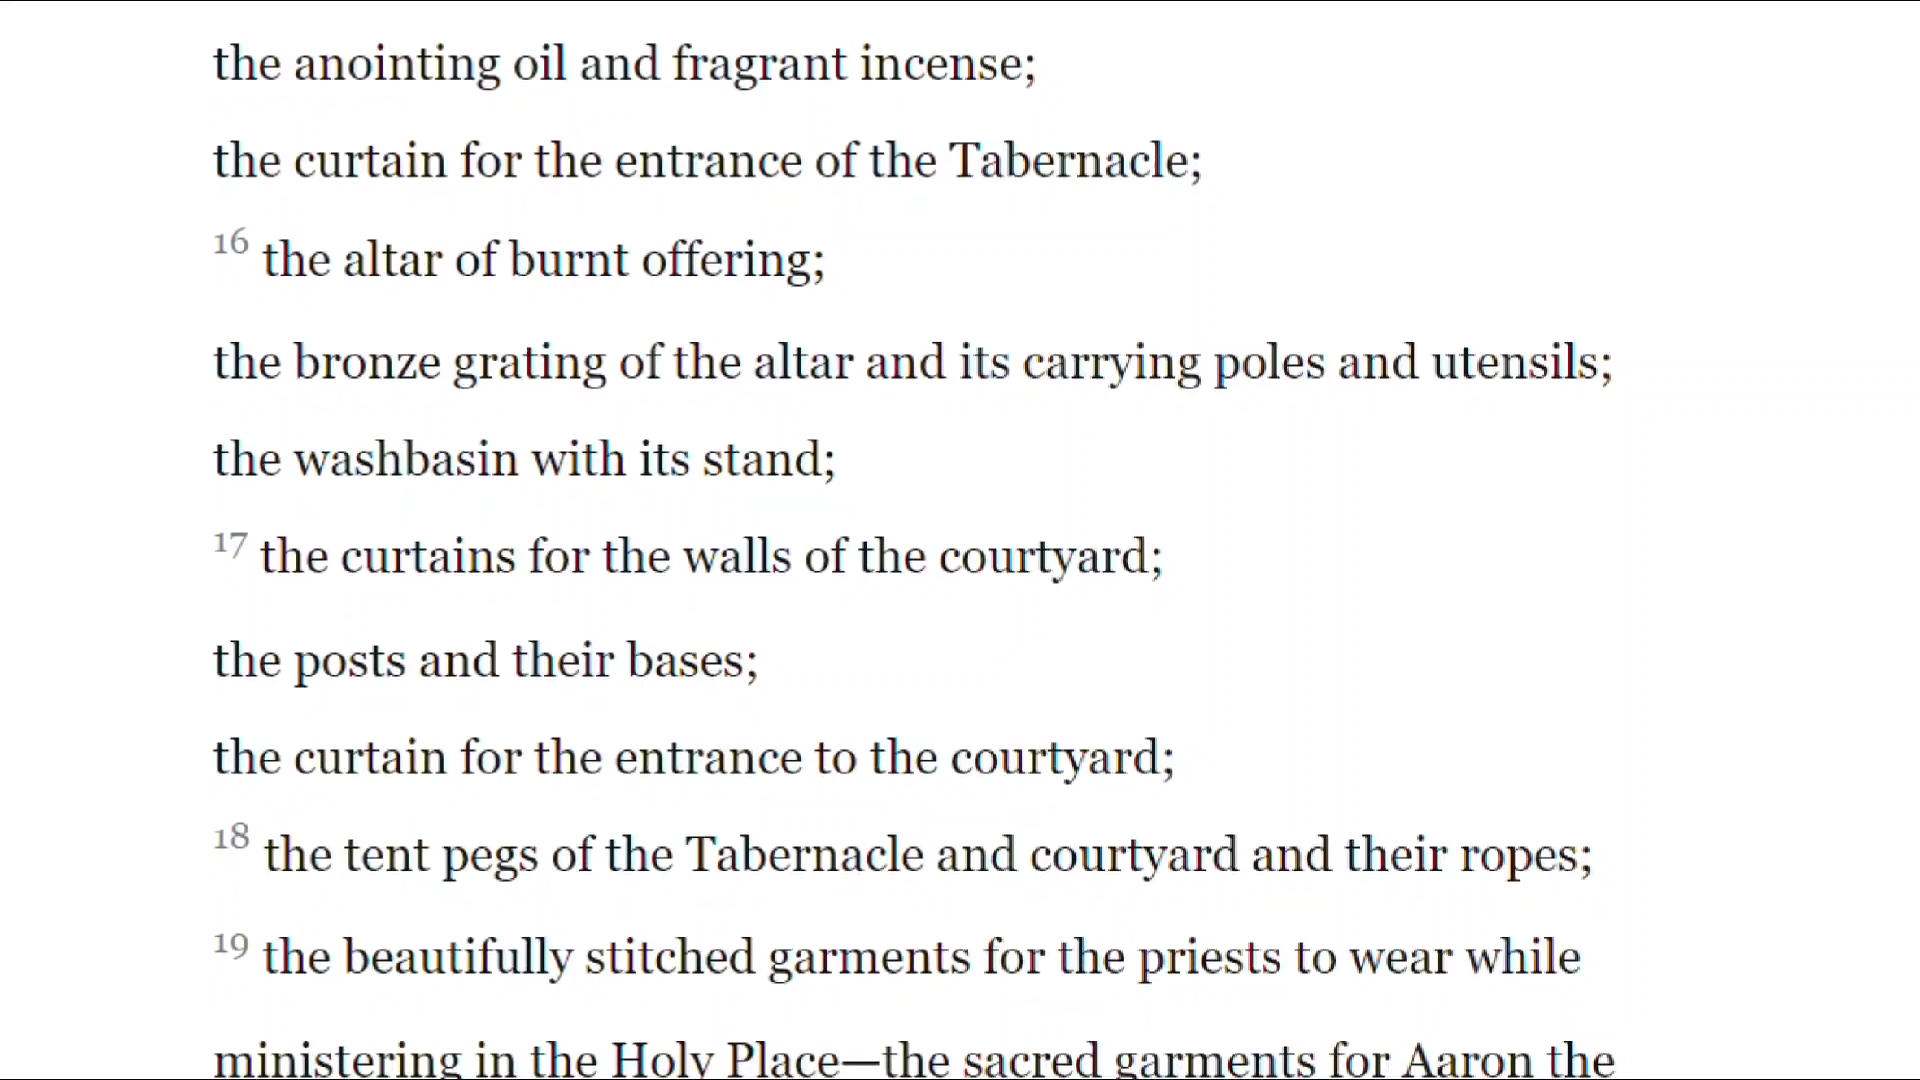 the anointing oil and fragrant incense;
the curtain for the entrance of the Tabernacle;
16 the altar of burnt offering;
the bronze grating of the altar and its carrying poles and utensils;
the washbasin with its stand;
17 the curtains for the walls of the courtyard;
the posts and their bases;
the curtain for the entrance to the courtyard;
18 the tent pegs of the Tabernacle and courtyard and their ropes;
19 the beautifully stitched garments for the priests to wear while
ministering in the Holy Place—the sacred garments for Aaron the